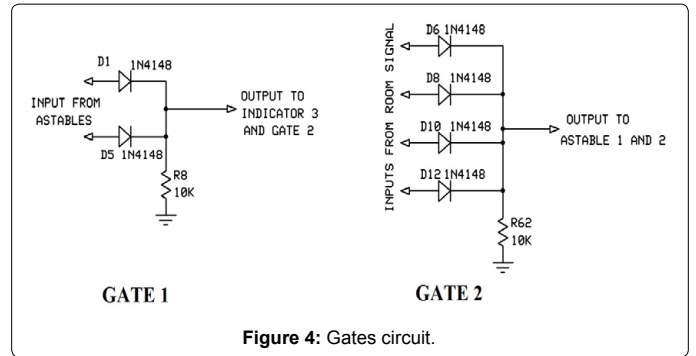 D1 1N4148
INPUT FROM
ASTABLES
D5 1N4148
OUTPUT TO
INDICATOR 3
AND GATE 2
R8
10K
GATE 1
INPUTS FROM ROOM SIGNAL
D6 1N4148
D8 1N4148
D10 1N4148
D12 1N4148
OUTPUT TO
ASTABLE 1 AND 2
R62
10K
GATE 2
Figure 4: Gates circuit.